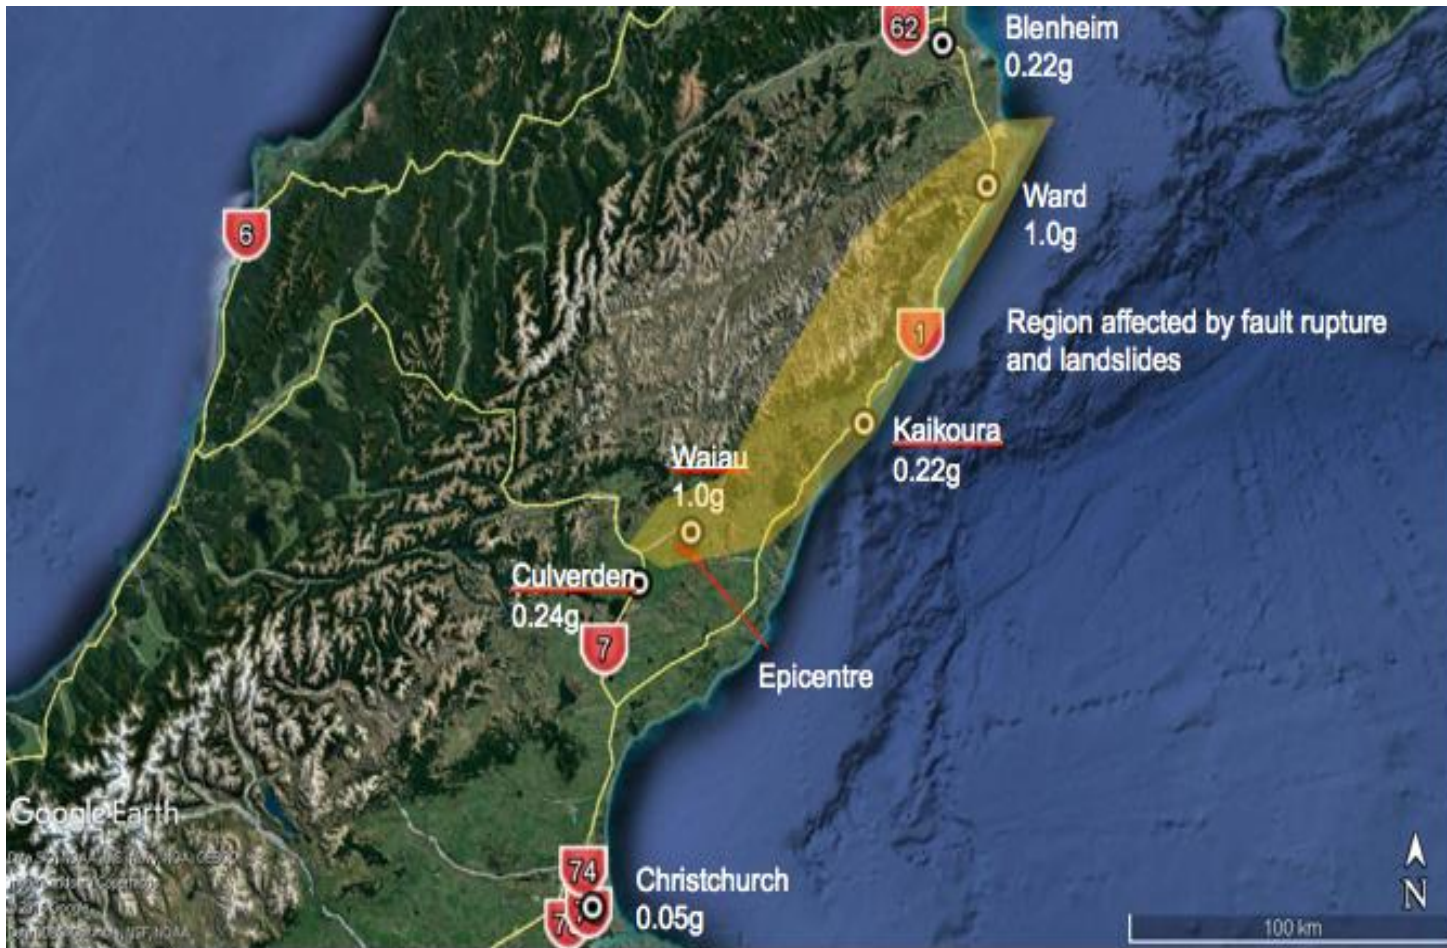 62
Blenheim
0.22g
Ward
1.0g
6
1
Region affected by fault rupture
and landslides
Kaikoura
0.22g
Waiau
1.0g
Culverden
0.24g
7
Epicentre
Google Earth
74
Christchurch
0.05g
N
100 km